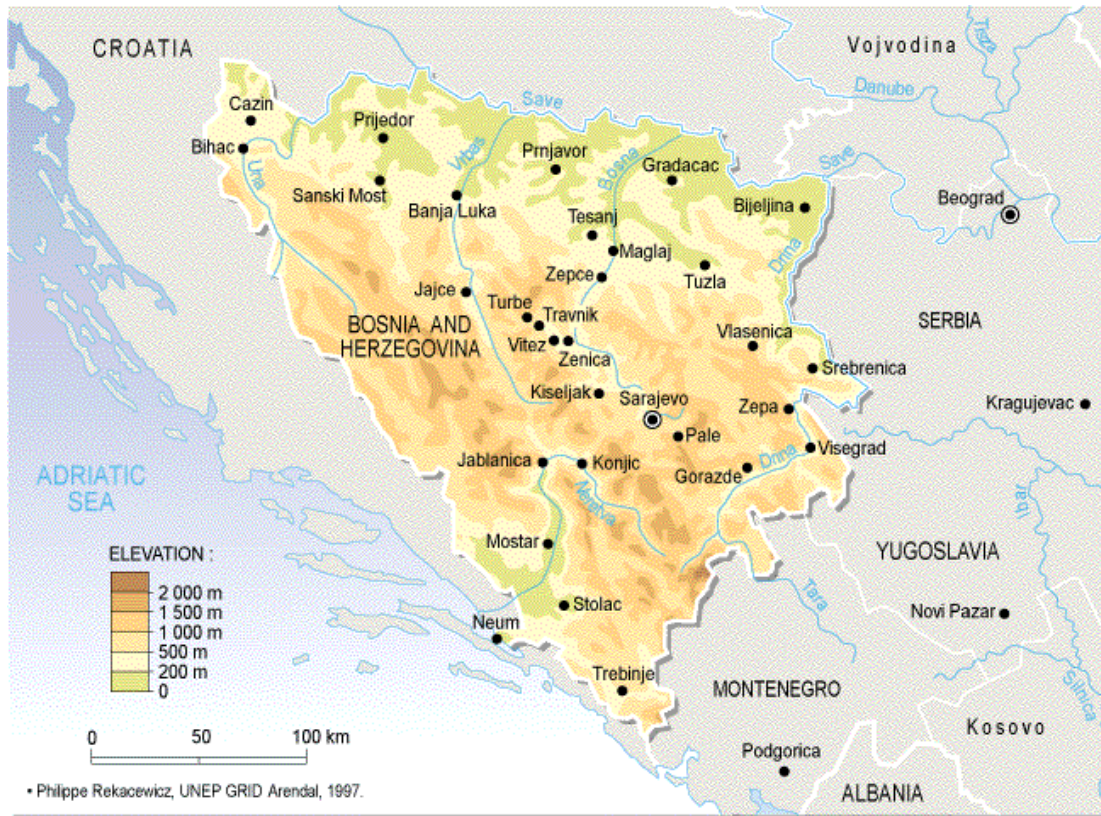 CROATIA
Vojvodina
Tisza
Danube
Cazin
Save
Prijedor
Bihac
Una
Vrbas
Prnjavor
Bosna
Gradacac
Save
Sanski Most
Banja Luka
Bijeljina
Beograd
Tesanj
Maglaj
Drina
Zepce
Tuzla
Jajce
Turbe
Travnik
BOSNIA AND
HERZEGOVINA
Vitez
Zenica
Vlasenica
SERBIA
Srebrenica
Kiseljak
Sarajevo
Zepa
Kragujevac
Pale
Visegrad
Jablanica
Konjic
Gorazde
Drina
ADRIATIC
SEA
Neretva
Ibar
Mostar
ELEVATION :
2 000 m
1 500 m
1 000 m
500 m
200 m
0
YUGOSLAVIA
Tara
Stolac
Novi Pazar
Neum
Trebinje
MONTENEGRO
Sitnica
Kosovo
0 50 100 km
Podgorica
ALBANIA
• Philippe Rekacewicz, UNEP GRID Arendal, 1997.